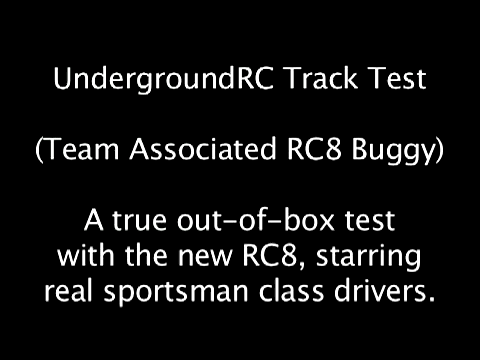 UndergroundRC Track Test
(Team Associated RC8 Buggy)
A true out-of-box test
with the new RC8, starring
real sportsman class drivers.